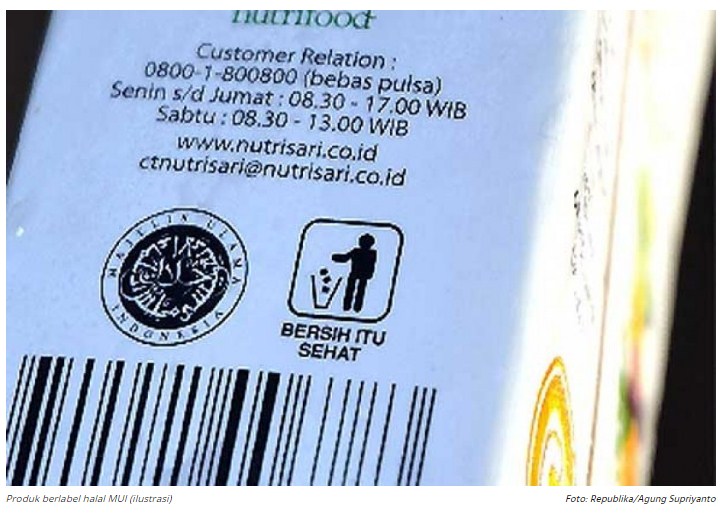 nutrifood
Customer Relation :
0800-1-800800 (bebas pulsa)
Senin s/d Jumat : 08.30 - 17.00 WIB
Sabtu : 08.30 - 13.00 WIB
www.nutrisari.co.id
ctnutrisari@nutrisari.co.id
MAJELIS ULAMA
INDONESIA
BERSIH ITU
SEHAT
Produk berlabel halal MUI (ilustrasi)
Foto: Republika/Agung Supriyanto